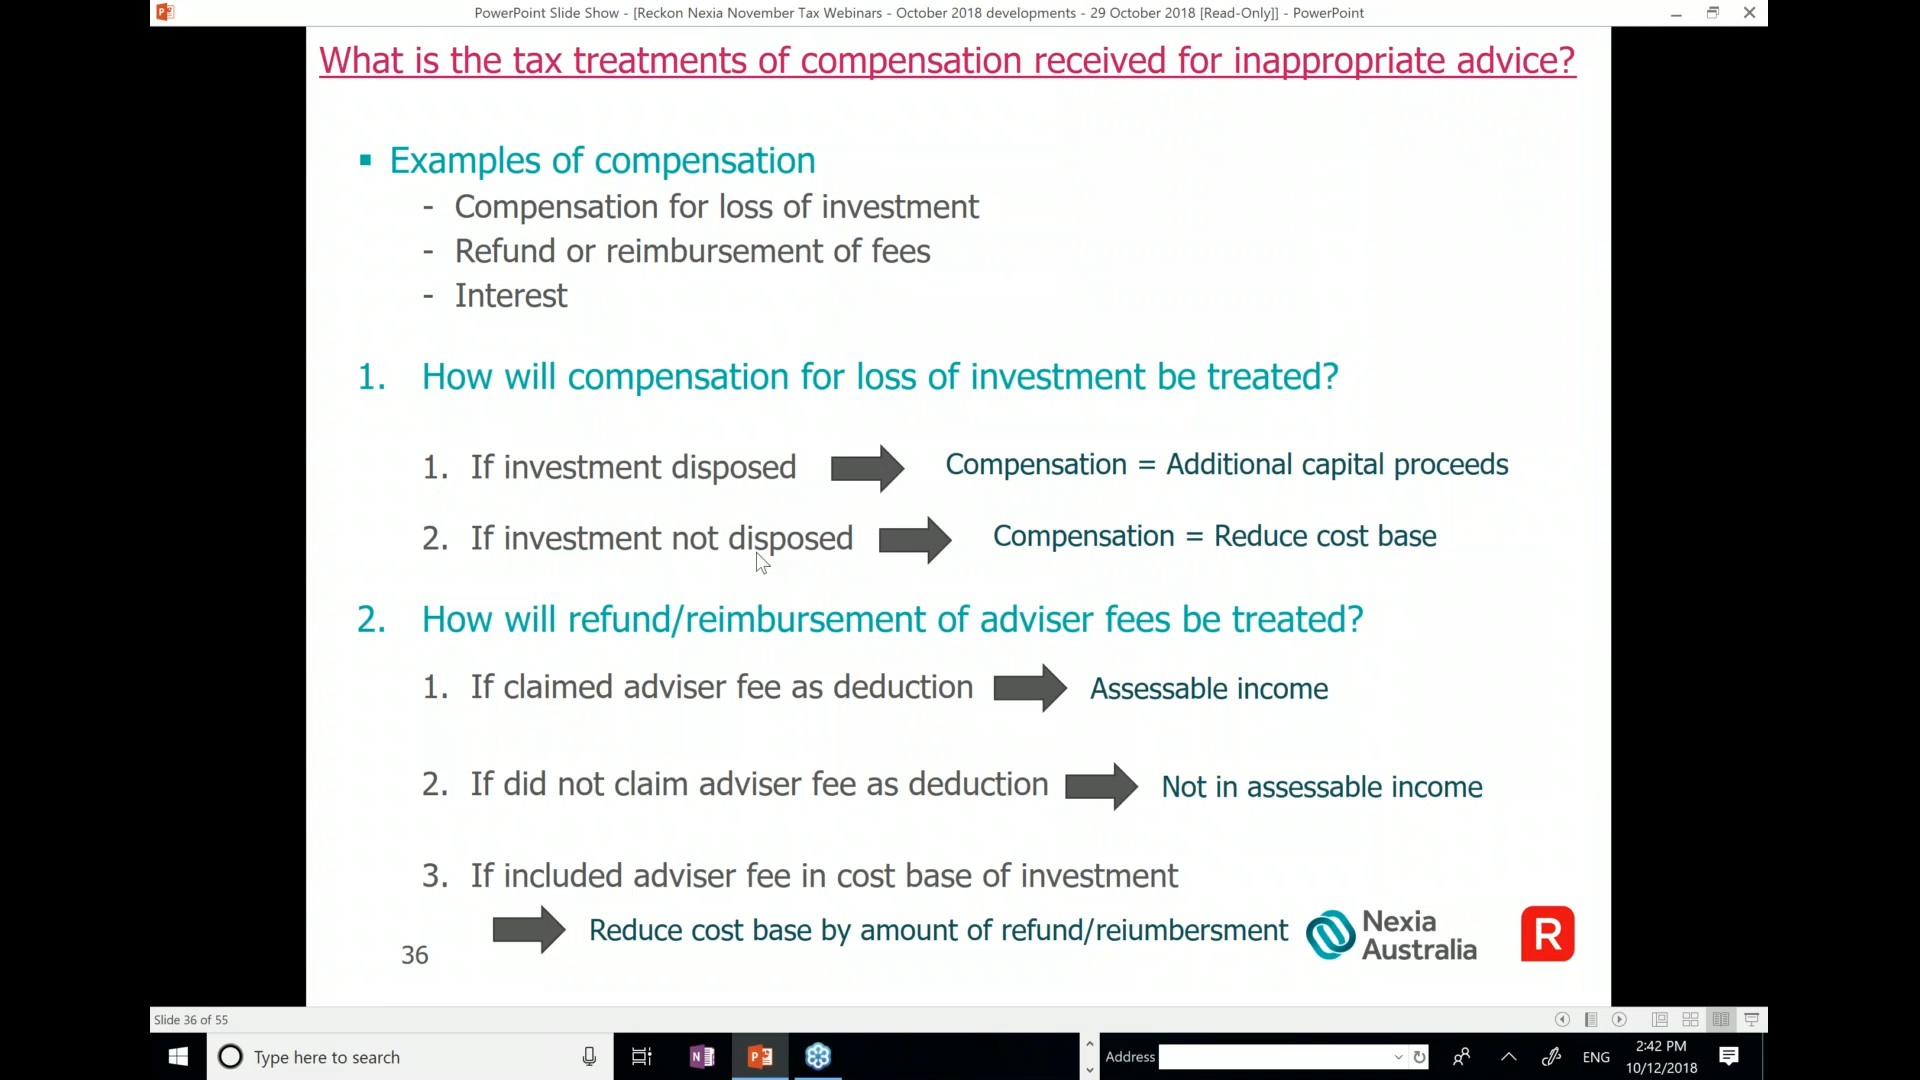 PowerPoint Slide Show - [Reckon Nexia November Tax Webinars - October 2018 developments - 29 October 2018 [Read-Only]] - PowerPoint
What is the tax treatments of compensation received for inappropriate advice?
▪ Examples of compensation
- Compensation for loss of investment
- Refund or reimbursement of fees
- Interest
1. How will compensation for loss of investment be treated?
1. If investment disposed Compensation = Additional capital proceeds
2. If investment not disposed Compensation = Reduce cost base
2. How will refund/reimbursement of adviser fees be treated?
1. If claimed adviser fee as deduction Assessable income
2. If did not claim adviser fee as deduction Not in assessable income
3. If included adviser fee in cost base of investment
Reduce cost base by amount of refund/reiumbersment
Nexia
Australia
R
36
Slide 36 of 55
Type here to search
Address
ENG
2:42 PM
10/12/2018